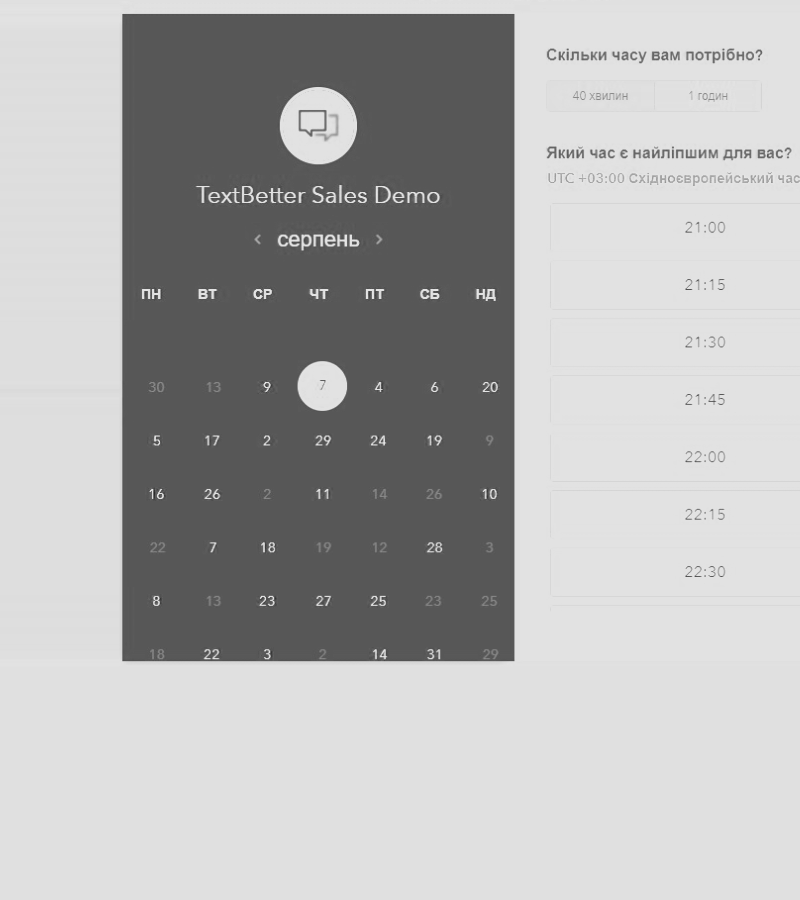 TextBetter Sales Demo
серпень
ПН ВТ СР ЧТ ПТ СБ НД
30 13 9 7 4 6 20
5 17 2 29 24 19 9
16 26 2 11 14 26 10
22 7 18 19 12 28 3
8 13 23 27 25 23 25
18 22 3 2 14 31 29
Скільки часу вам потрібно?
40 хвилин 1 годин
Який час є найліпшим для вас?
UTC +03:00 Східноєвропейський час
21:00
21:15
21:30
21:45
22:00
22:15
22:30